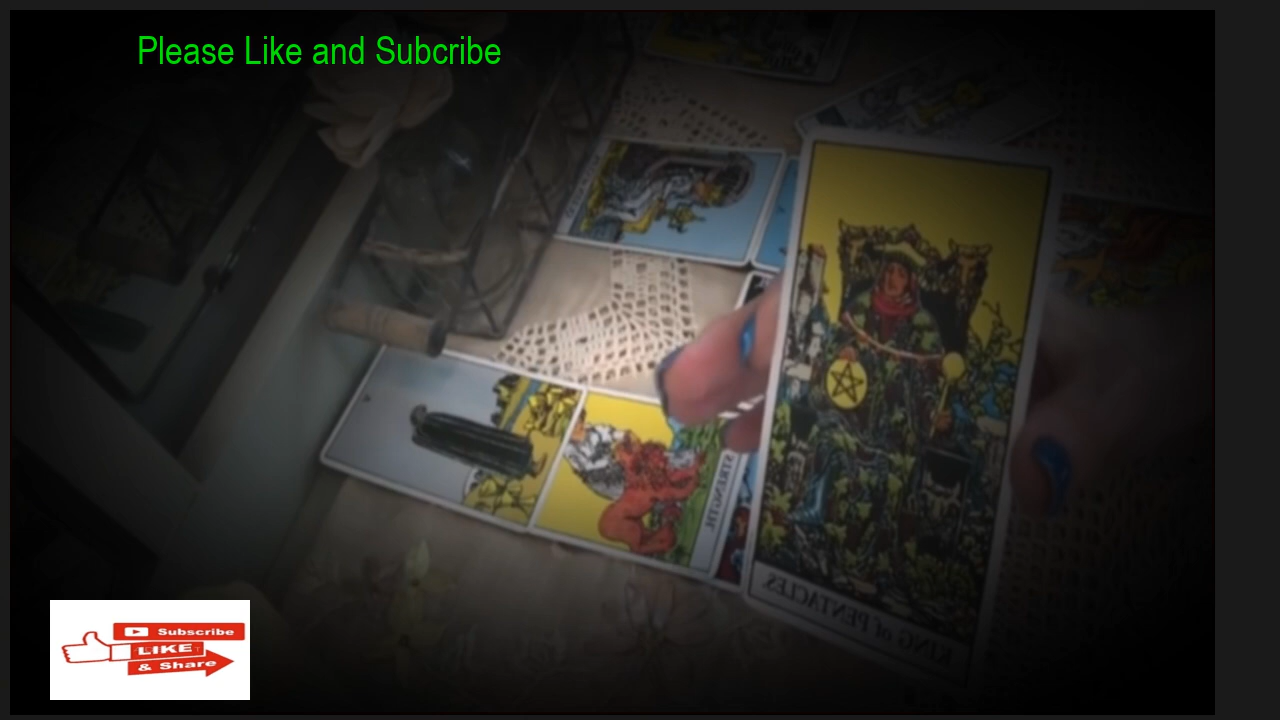 Please Like and Subcribe
STRENGTH.
KING of PENTACLES.
Subscribe
LIKE
& Share